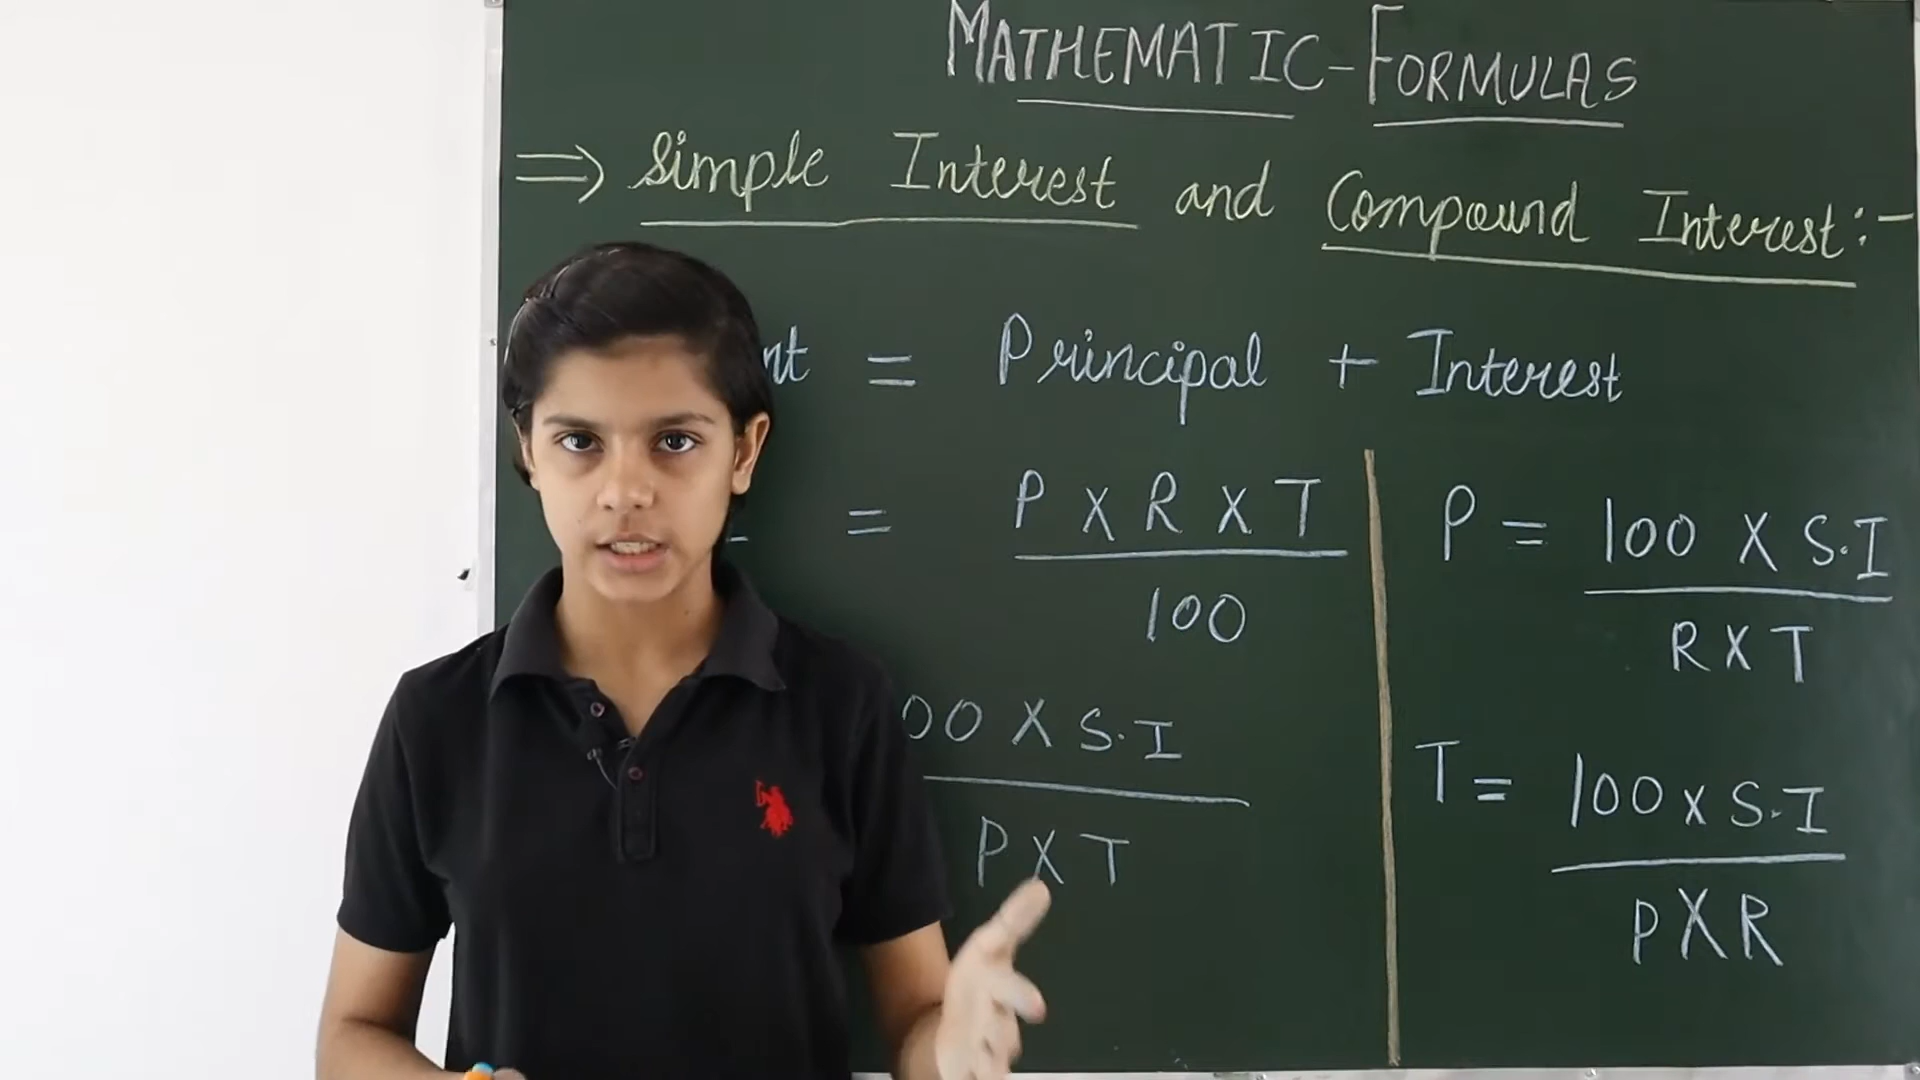 MATHEMATIC-FORMULAS
⇒ Simple Interest and Compound Interest:-
nt = Principal + Interest
= P X R X T
100
P = 100 X S.I
R X T
00 X S.I
P X T
T = 100 X S.I
P X R